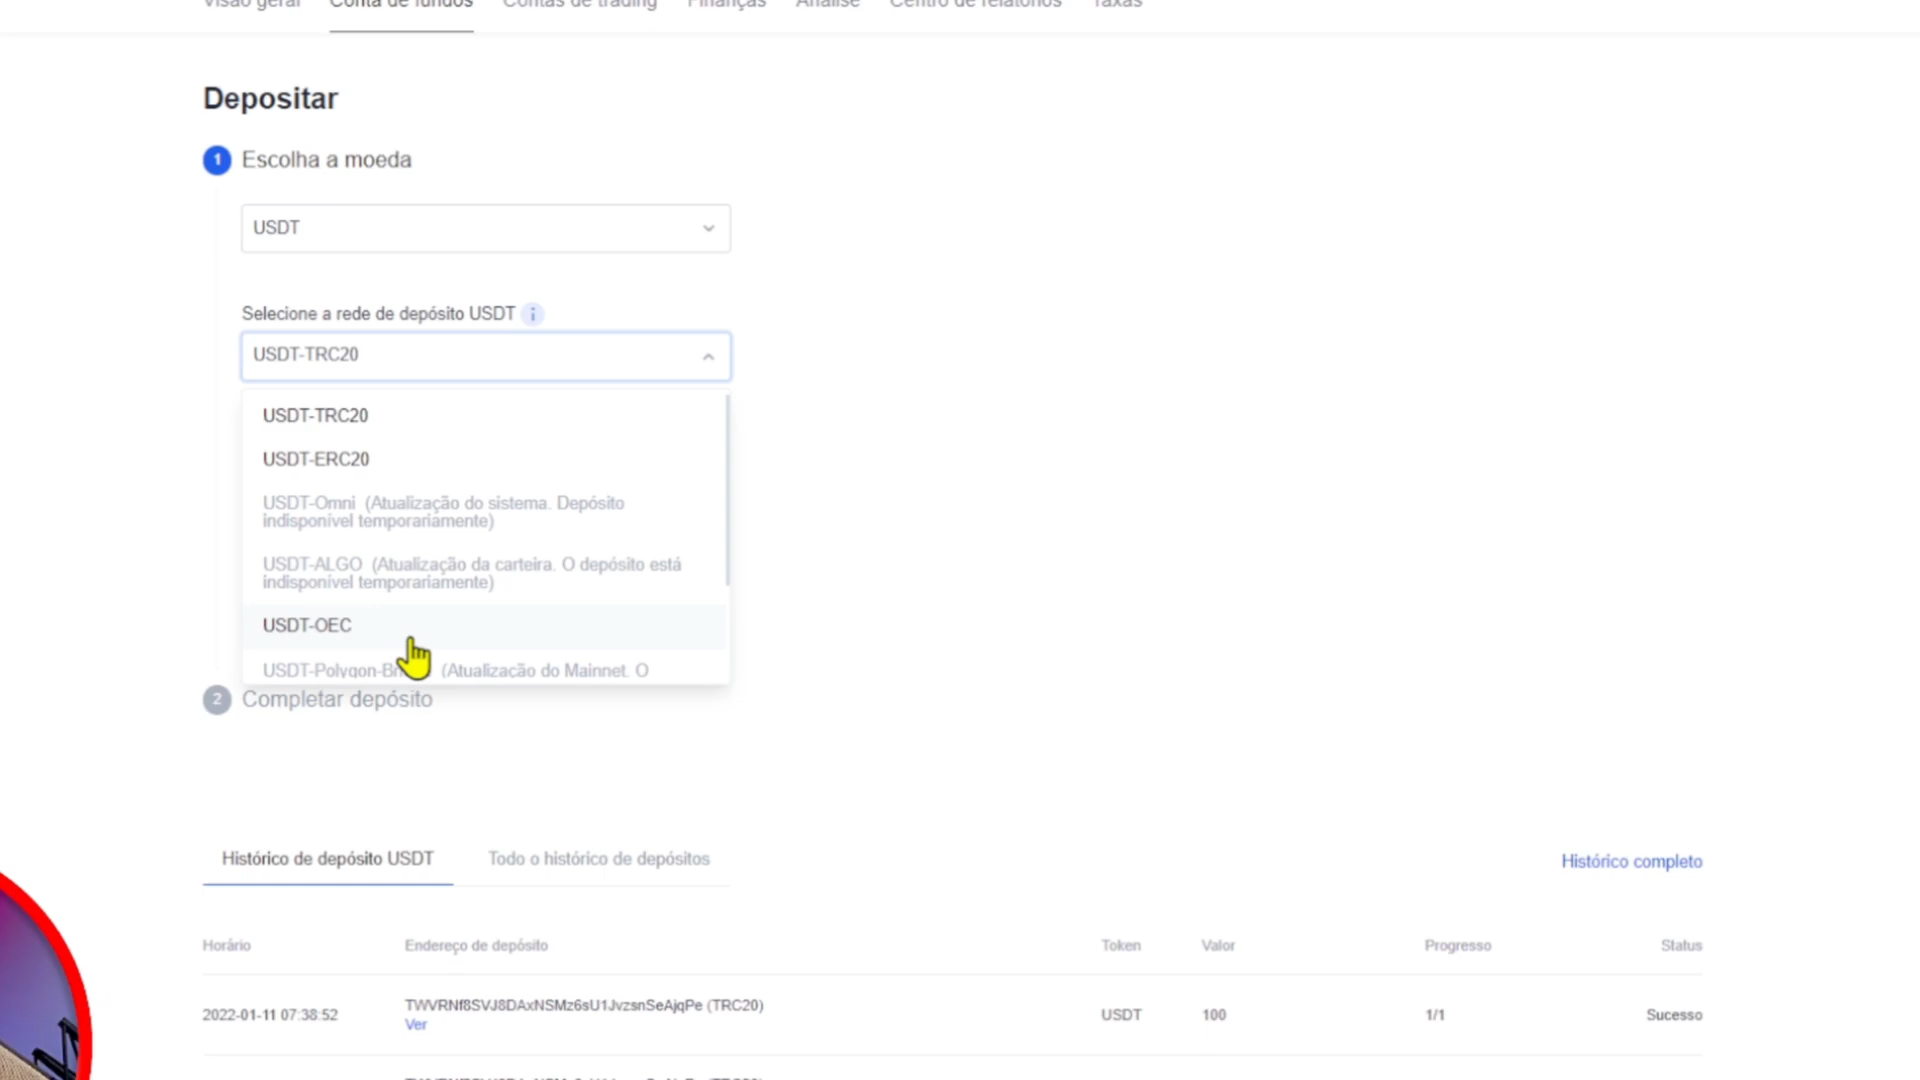 Visão geral Conta de fundos Contas de trading Finanças Análise Centro de relatórios Taxas
Depositar
1 Escolha a moeda
USDT
Selecione a rede de depósito USDT i
USDT-TRC20
USDT-TRC20
USDT-ERC20
USDT-Omni (Atualização do sistema. Depósito
indisponível temporariamente)
USDT-ALGO (Atualização da carteira. O depósito está
indisponível temporariamente)
USDT-OEC
USDT-Polygon- (Atualização do Mainnet. O
2 Completar depósito
Histórico de depósito USDT Todo o histórico de depósitos Histórico completo
Horário Endereço de depósito Token Valor Progresso Status
2022-01-11 07:38:52 TWVRNf8SVJ8DAxNSMz6sU1JvzsnSeAjqPe (TRC20) USDT 100 1/1 Sucesso
Ver